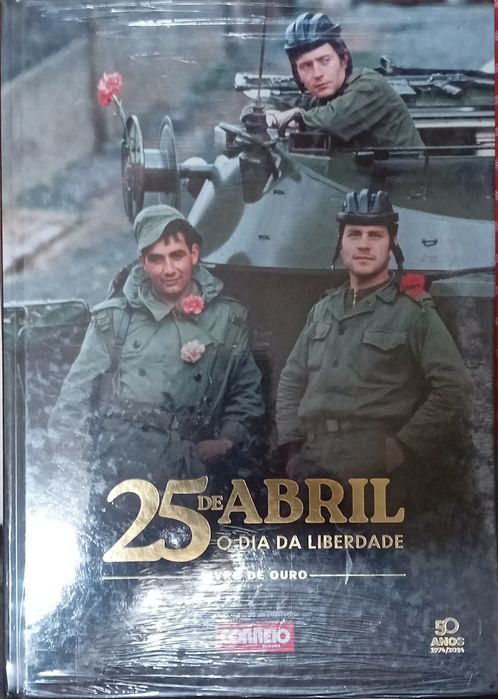 25 DE ABRIL
O DIA DA LIBERDADE
LIVRO DE OURO
CORREIO
50
ANOS
1974/2024